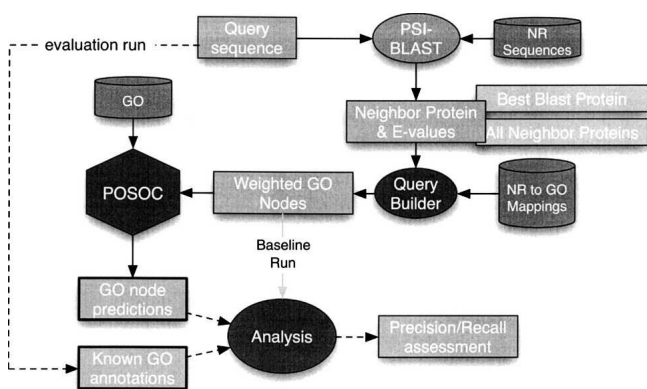 evaluation run
Query
sequence
PSI-
BLAST
NR
Sequences
GO
Neighbor Protein
& E-values
Best Blast Protein
All Neighbor Proteins
POSOC
Weighted GO
Nodes
Query
Builder
NR to GO
Mappings
Baseline
Run
GO node
predictions
Analysis
Precision/Recall
assessment
Known GO
annotations